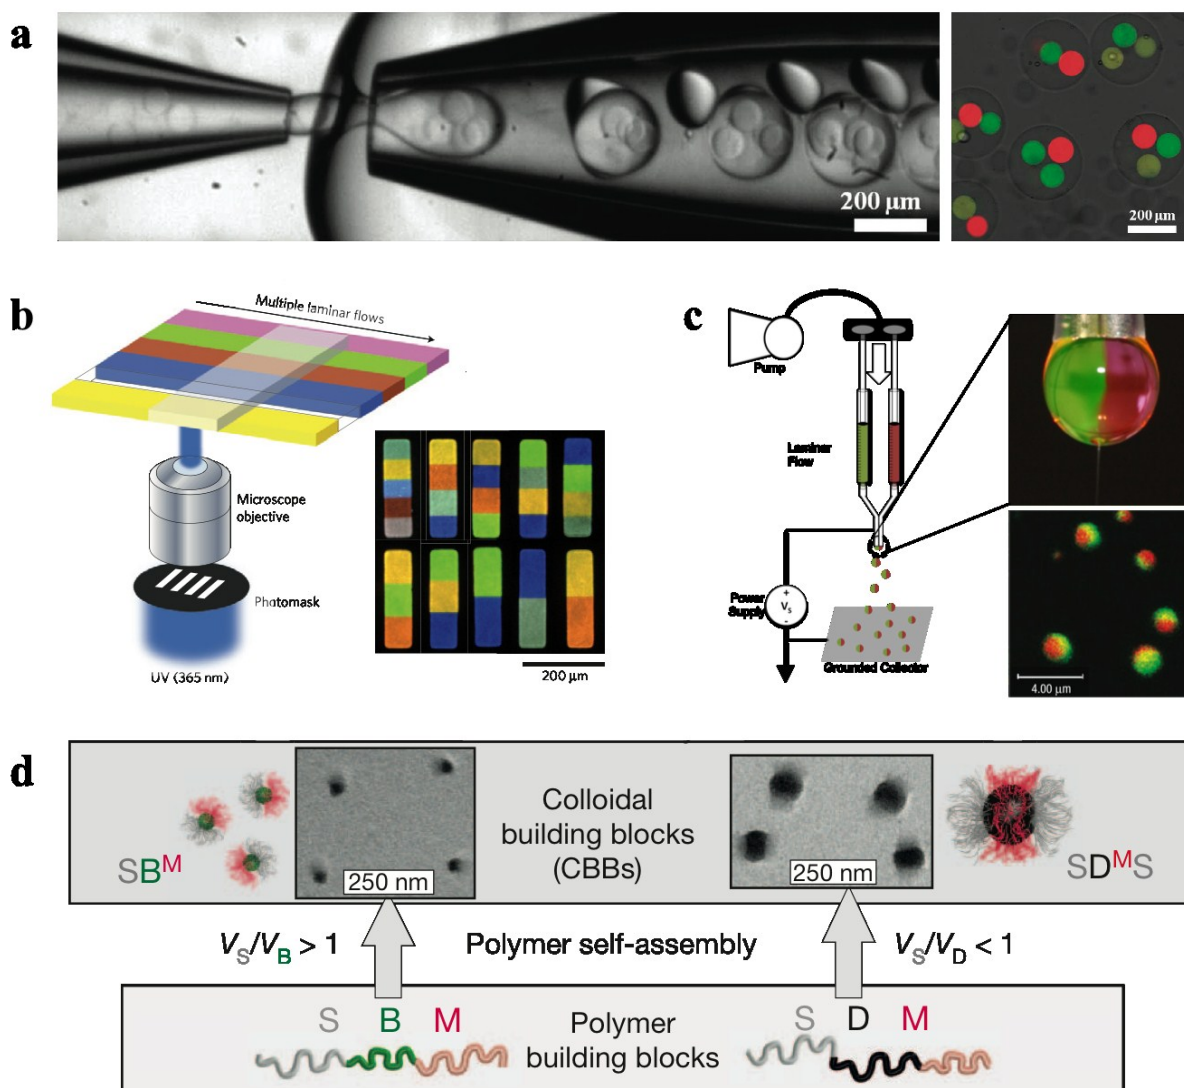 a
200 µm
200 µm
b
Multiple laminar flows
Microscope
objective
Photomask
UV (365 nm)
200 µm
c
Pump
Laminar
Flow
Power
Supply
+
Vs
-
Grounded Collector
4.00 µm
d
SBᴹ
250 nm
Colloidal
building blocks
(CBBs)
250 nm
SDᴹS
VS/VB > 1
Polymer self-assembly
VS/VD < 1
S B M
Polymer
building blocks
S D M